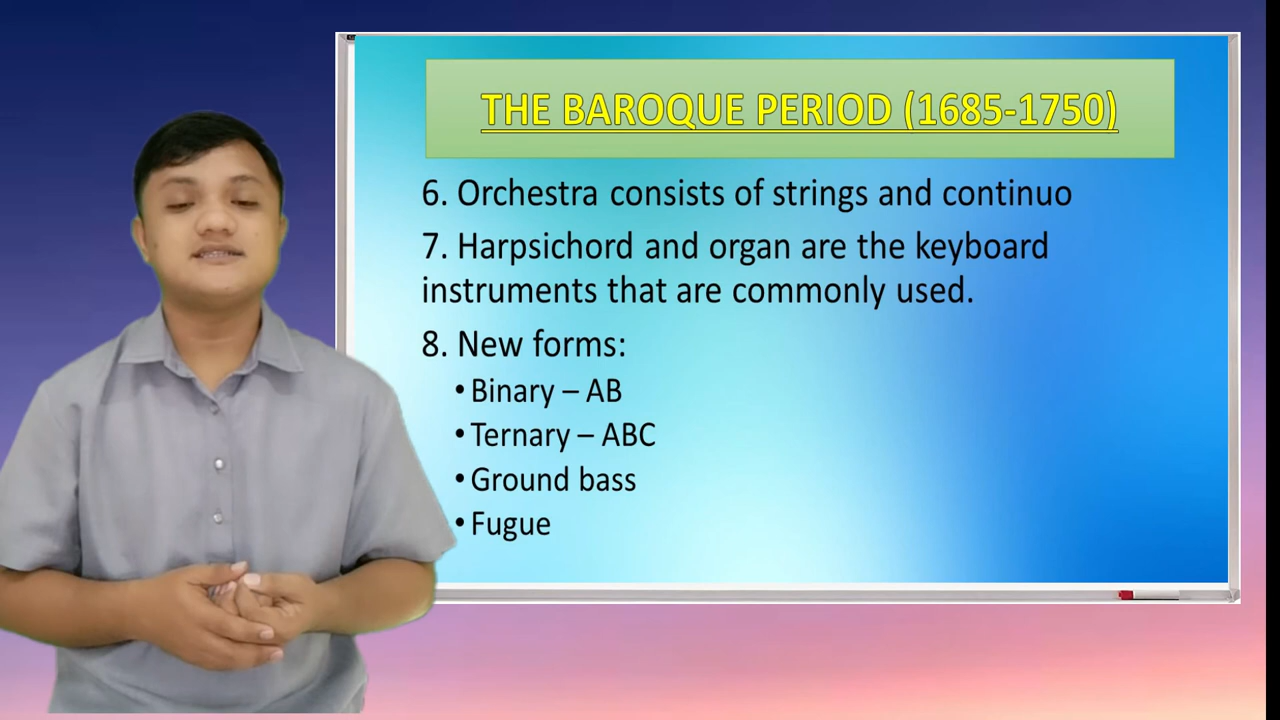 THE BAROQUE PERIOD (1685-1750)
6. Orchestra consists of strings and continuo
7. Harpsichord and organ are the keyboard
instruments that are commonly used.
8. New forms:
• Binary – AB
• Ternary – ABC
• Ground bass
• Fugue